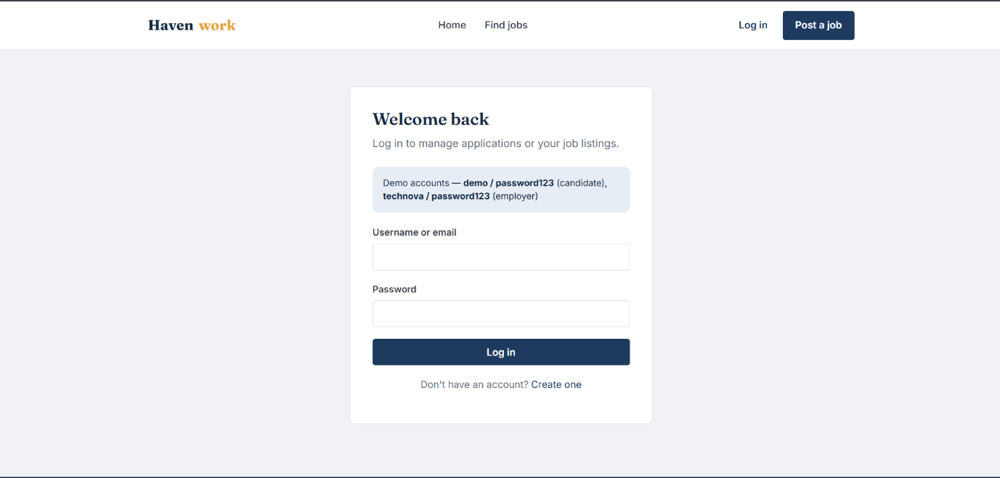 Haven work
Home
Find jobs
Log in
Post a job
Welcome back
Log in to manage applications or your job listings.
Demo accounts — demo / password123 (candidate),
technova / password123 (employer)
Username or email
Password
Log in
Don't have an account? Create one